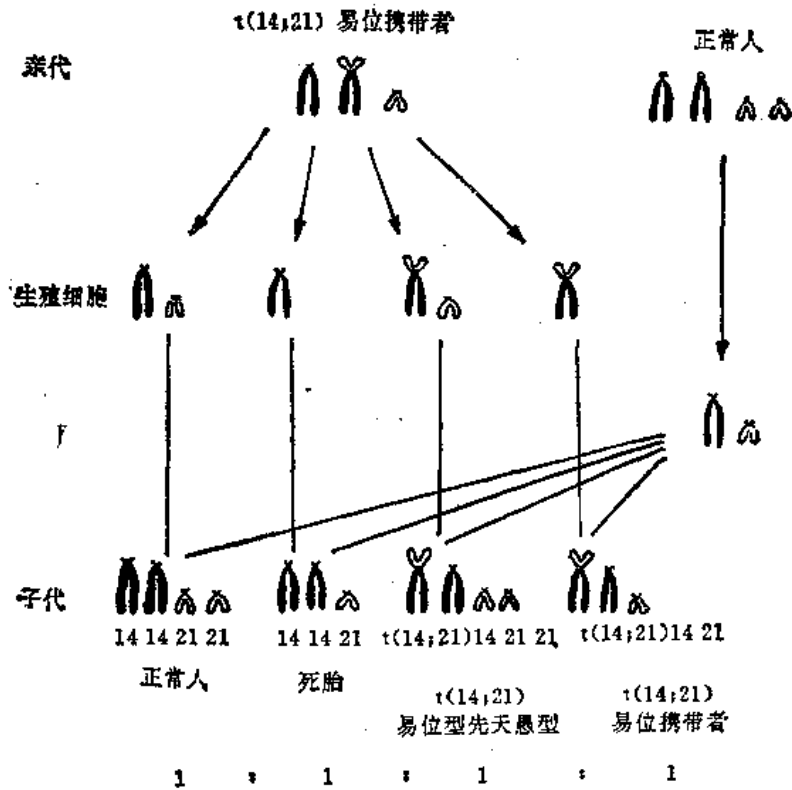 t(14;21) 易位携带者
正常人
亲代
生殖细胞
子代
14 14 21 21
14 14 21
t(14;21)14 21 21
t(14;21)14 21
正常人
死胎
t(14;21)
易位型先天愚型
t(14;21)
易位携带者
1 : 1 : 1 : 1